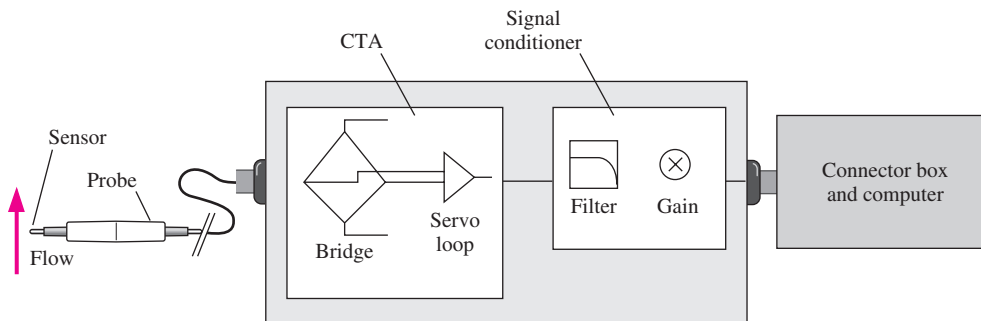 Signal
conditioner
CTA
Sensor
Probe
Flow
Bridge
Servo
loop
Filter
Gain
Connector box
and computer